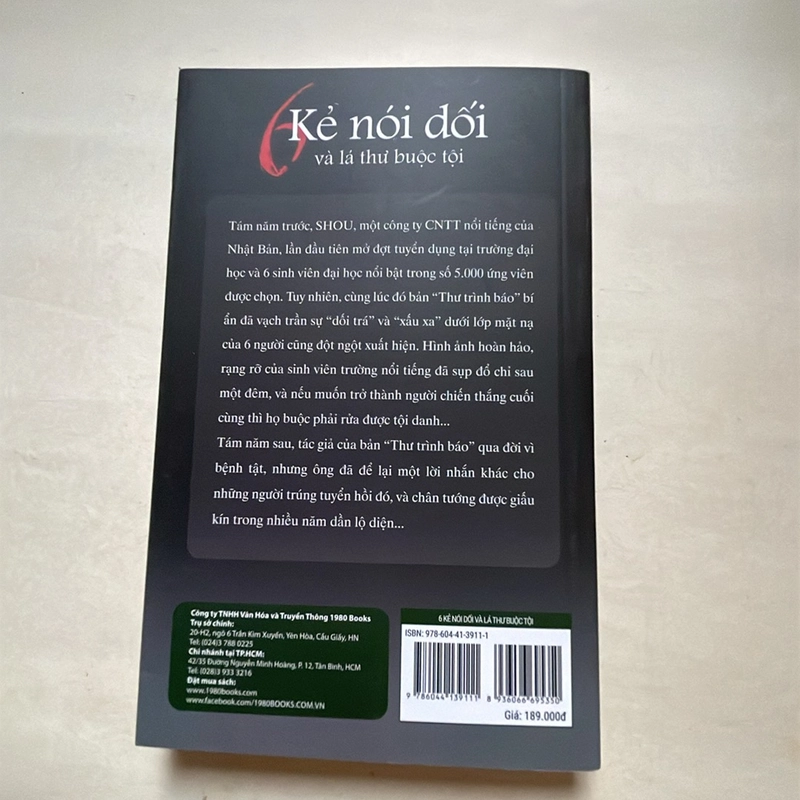 6 Kẻ nói dối
và lá thư buộc tội
Tám năm trước, SHOU, một công ty CNTT nổi tiếng của
Nhật Bản, lần đầu tiên mở đợt tuyển dụng tại trường đại
học và 6 sinh viên đại học nổi bật trong số 5.000 ứng viên
được chọn. Tuy nhiên, cùng lúc đó bản “Thư trình báo” bí
ẩn đã vạch trần sự “dối trá” và “xấu xa” dưới lớp mặt nạ
của 6 người cũng đột ngột xuất hiện. Hình ảnh hoàn hảo,
rạng rỡ của sinh viên trường nổi tiếng đã sụp đổ chỉ sau
một đêm, và nếu muốn trở thành người chiến thắng cuối
cùng thì họ buộc phải rửa được tội danh...
Tám năm sau, tác giả của bản “Thư trình báo” qua đời vì
bệnh tật, nhưng ông đã để lại một lời nhắn khác cho
những người trúng tuyển hồi đó, và chân tướng được giấu
kín trong nhiều năm dần lộ diện...
Công ty TNHH Văn Hóa và Truyền Thông 1980 Books
Trụ sở chính:
20-H2, ngõ 6 Trần Kim Xuyến, Yên Hòa, Cầu Giấy, HN
Tel: (024)3 788 0225
Chi nhánh tại TP.HCM:
42/35 Đường Nguyễn Minh Hoàng, P. 12, Tân Bình, HCM
Tel: (028)3 933 3216
Đặt mua sách:
www.1980books.com
www.facebook.com/1980BOOKS.COM.VN
6 KẺ NÓI DỐI VÀ LÁ THƯ BUỘC TỘI
ISBN: 978-604-41-3911-1
9 786044 139111
8 936066 695350
Giá: 189.000đ